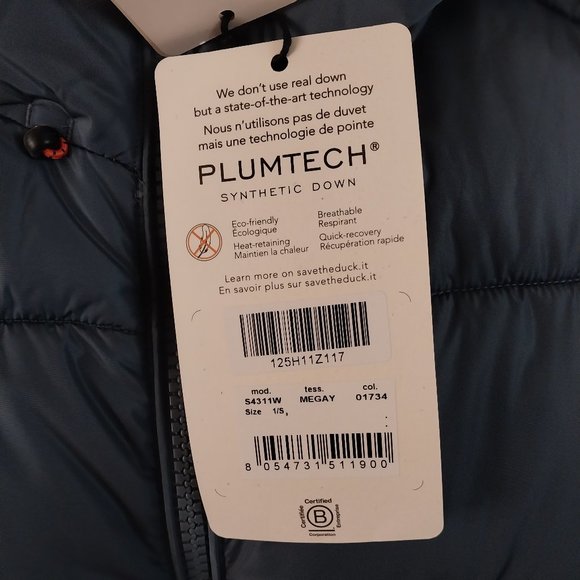 We don't use real down
but a state-of-the-art technology
Nous n'utilisons pas de duvet
mais une technologie de pointe
PLUMTECH®
SYNTHETIC DOWN
Eco-friendly
Écologique
Breathable
Respirant
Heat-retaining
Maintien la chaleur
Quick-recovery
Récupération rapide
Learn more on savetheduck.it
En savoir plus sur savetheduck.it
125H11Z117
mod. tess. col.
S4311W MEGAY 01734
Size 1/S
8 054731 511900
Certified
Certifiée
B
Entreprise
Corporation